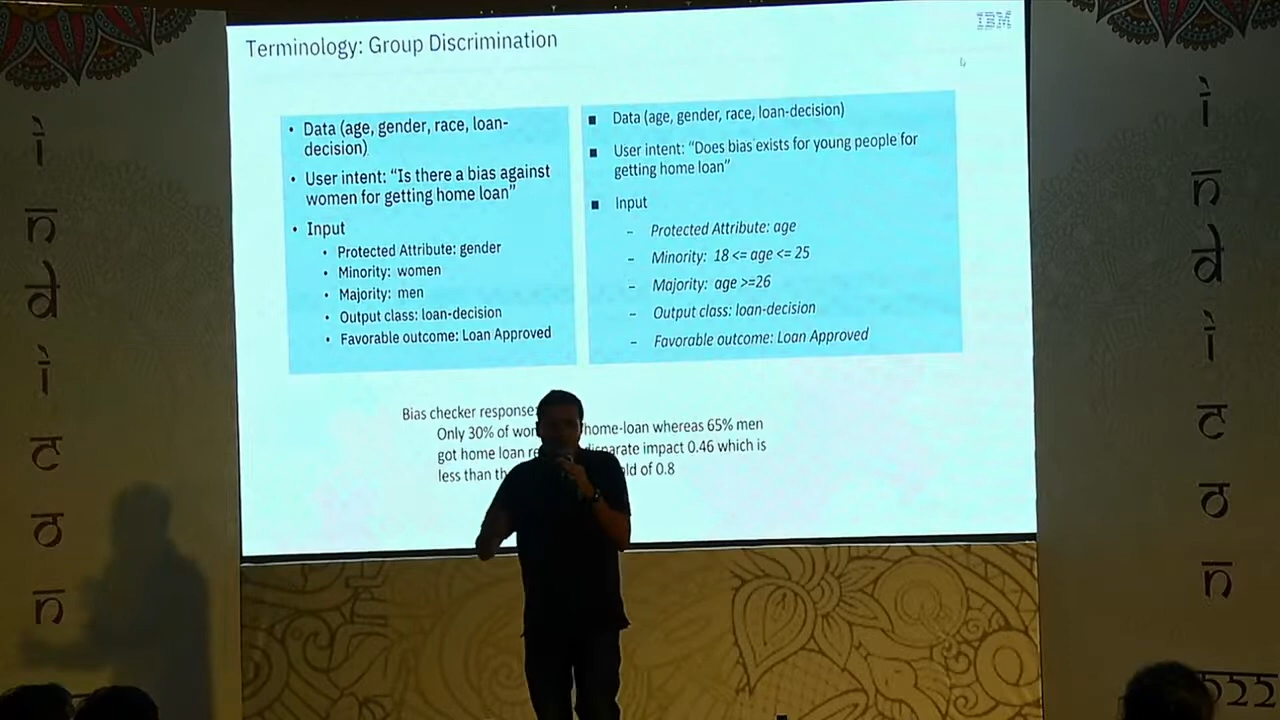 IBM
Terminology: Group Discrimination
• Data (age, gender, race, loan-
decision)
• User intent: “Is there a bias against
women for getting home loan”
• Input
• Protected Attribute: gender
• Minority: women
• Majority: men
• Output class: loan-decision
• Favorable outcome: Loan Approved
■ Data (age, gender, race, loan-decision)
■ User intent: “Does bias exists for young people for
getting home loan”
■ Input
– Protected Attribute: age
– Minority: 18 <= age <= 25
– Majority: age >=26
– Output class: loan-decision
– Favorable outcome: Loan Approved
Bias checker response:
Only 30% of home-loan whereas 65% men
got home loan disparate impact 0.46 which is
less than of 0.8